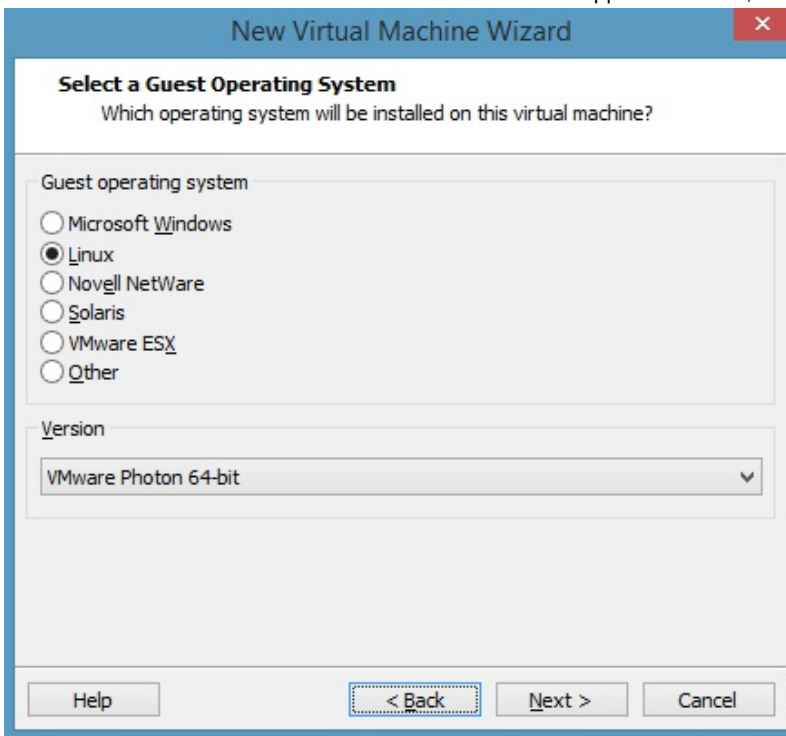 New Virtual Machine Wizard
Select a Guest Operating System
Which operating system will be installed on this virtual machine?
Guest operating system
Microsoft Windows
Linux
Novell NetWare
Solaris
VMware ESX
Other
Version
VMware Photon 64-bit
Help
< Back
Next >
Cancel